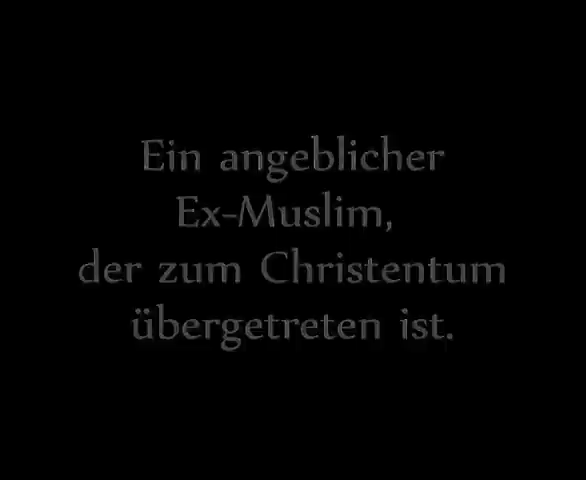 Ein angeblicher
Ex-Muslim,
der zum Christentum
übergetreten ist.